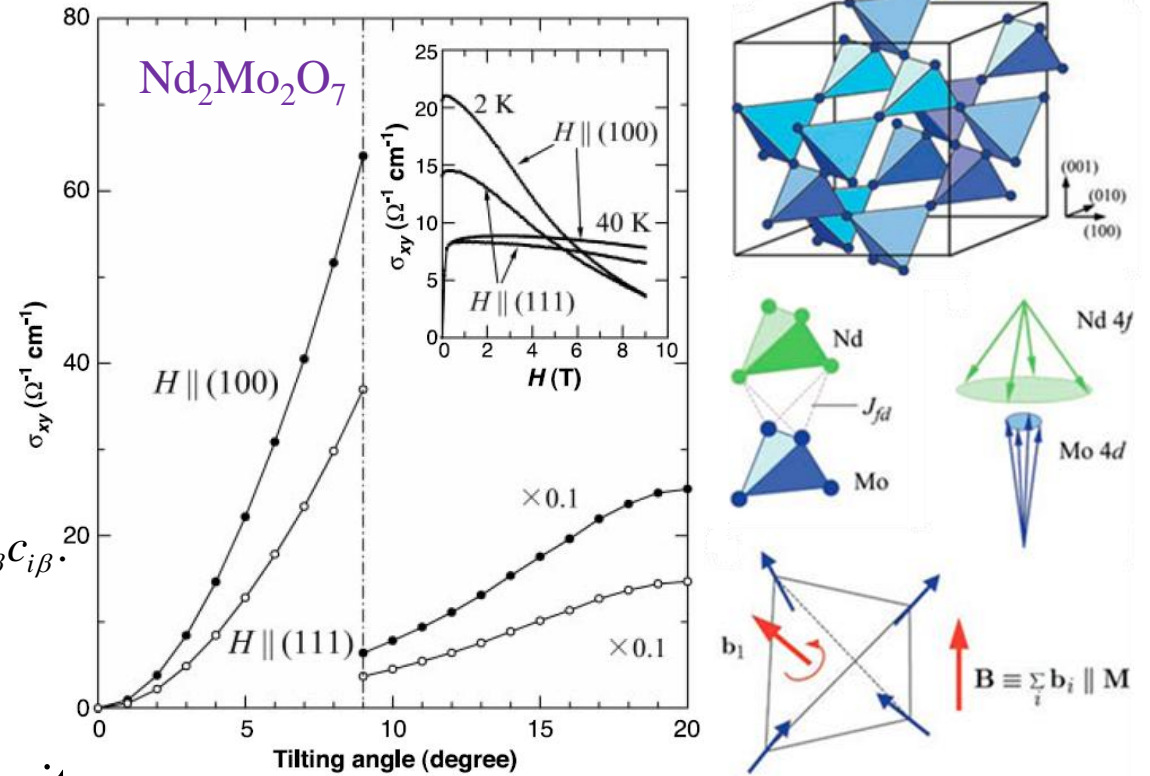 80
60
40
20
0
σxy (Ω-1 cm-1)
Nd2Mo2O7
H || (100)
H || (111)
×0.1
×0.1
0
5
10
15
20
Tilting angle (degree)
25
20
15
10
5
0
σxy (Ω-1 cm-1)
2 K
H || (100)
40 K
H || (111)
0
2
4
6
8
10
H (T)
βciβ.
(001)
(010)
(100)
Nd
Jfd
Mo
Nd 4f
Mo 4d
b1
B ≡ Σi bi || M